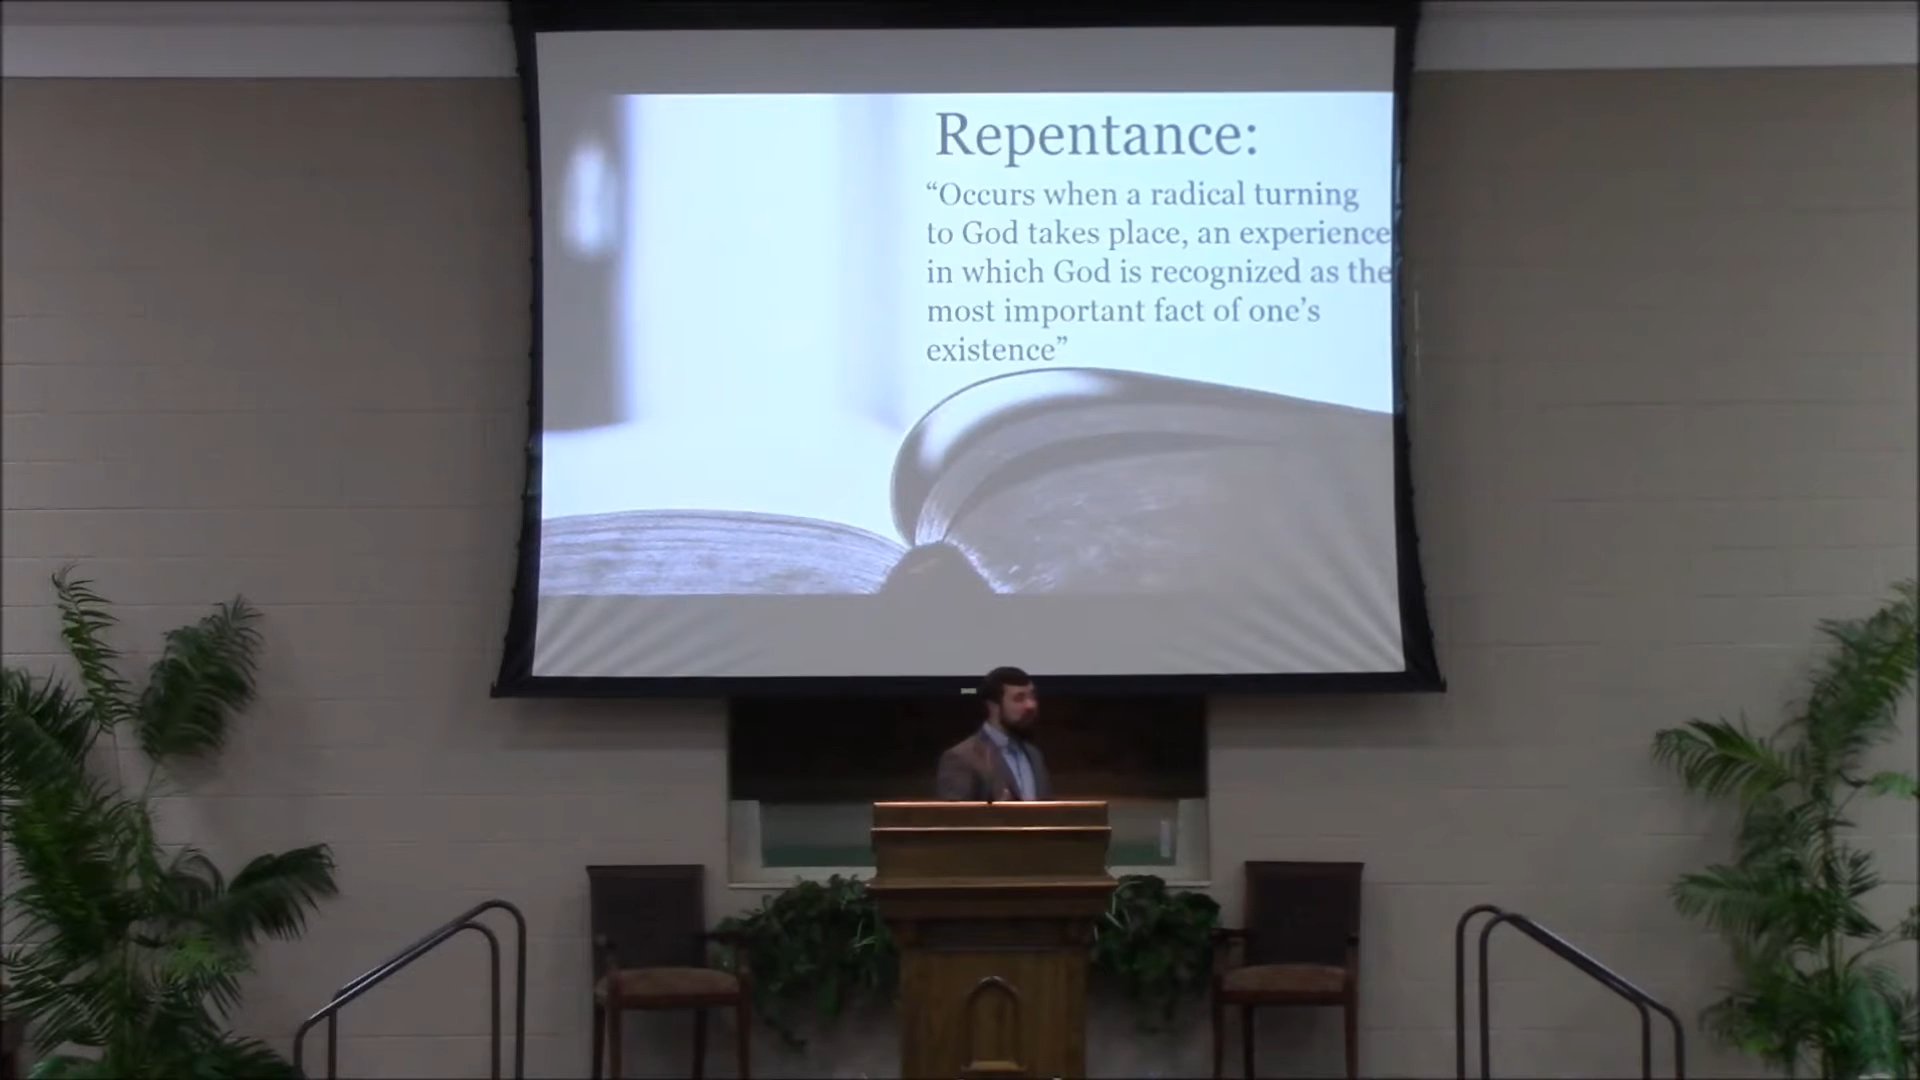 Repentance:
“Occurs when a radical turning
to God takes place, an experience
in which God is recognized as the
most important fact of one’s
existence”